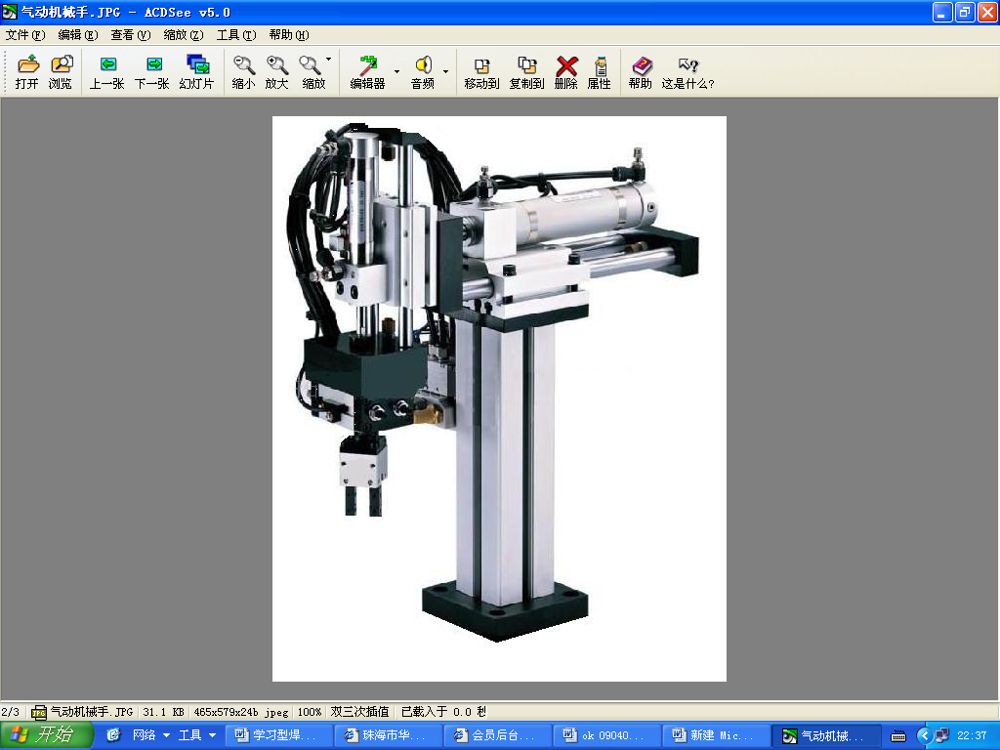 气动机械手.JPG - ACDSee v5.0
文件(F) 编辑(E) 查看(V) 缩放(Z) 工具(T) 帮助(H)
打开 浏览 上一张 下一张 幻灯片 缩小 放大 缩放 编辑器 音频 移动到 复制到 删除 属性 帮助 这是什么?
2/3 气动机械手.JPG 31.1 KB 465x579x24b jpeg 100% 双三次插值 已载入于 0.0 秒
开始 网络 工具 学习型焊... 珠海市华... 会员后台... ok 09040... 新建 Mic... 气动机械... 22:37